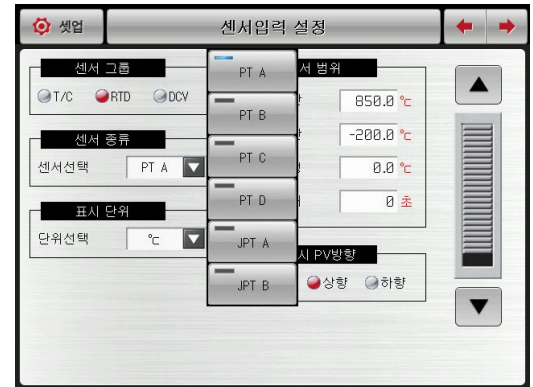 셋업
센서입력 설정
센서 그룹
T/C
RTD
DCV
센서 종류
센서선택
PT A
표시 단위
단위선택
℃
PT A
PT B
PT C
PT D
JPT A
JPT B
서 범위
850.0 ℃
-200.0 ℃
0.0 ℃
0 초
시 PV방향
상향
하향